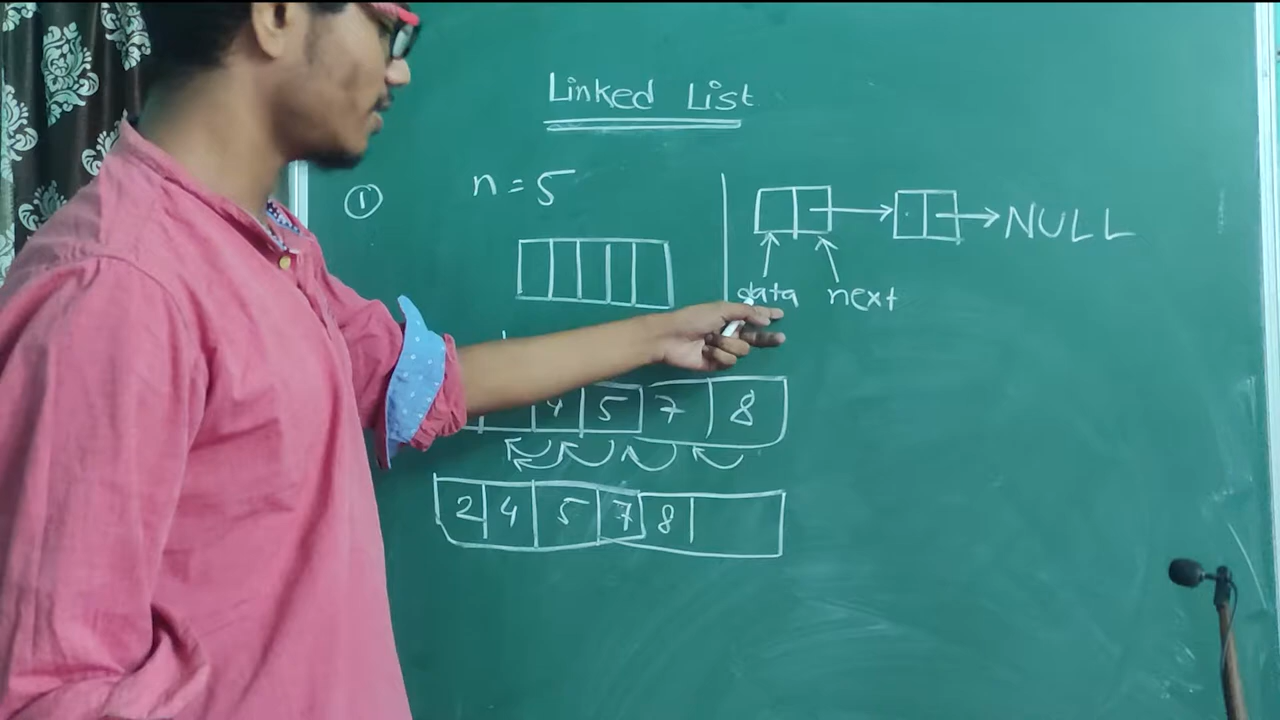 Linked List
① n = 5
NULL
data next
4 5 7 8
2 4 5 7 8